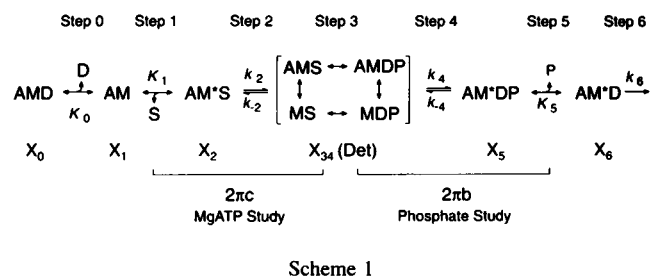 Step 0 Step 1 Step 2 Step 3 Step 4 Step 5 Step 6
D K₁ k₂ AMS ↔ AMDP k₄ P k₆
AMD ↔ AM ↔ AM*S ⇌ ⇌ AM*DP ↔ AM*D →
K₀ S k₋₂ MS ↔ MDP k₋₄ K₅
X₀ X₁ X₂ X₃₄ (Det) X₅ X₆
2πc 2πb
MgATP Study Phosphate Study
Scheme 1